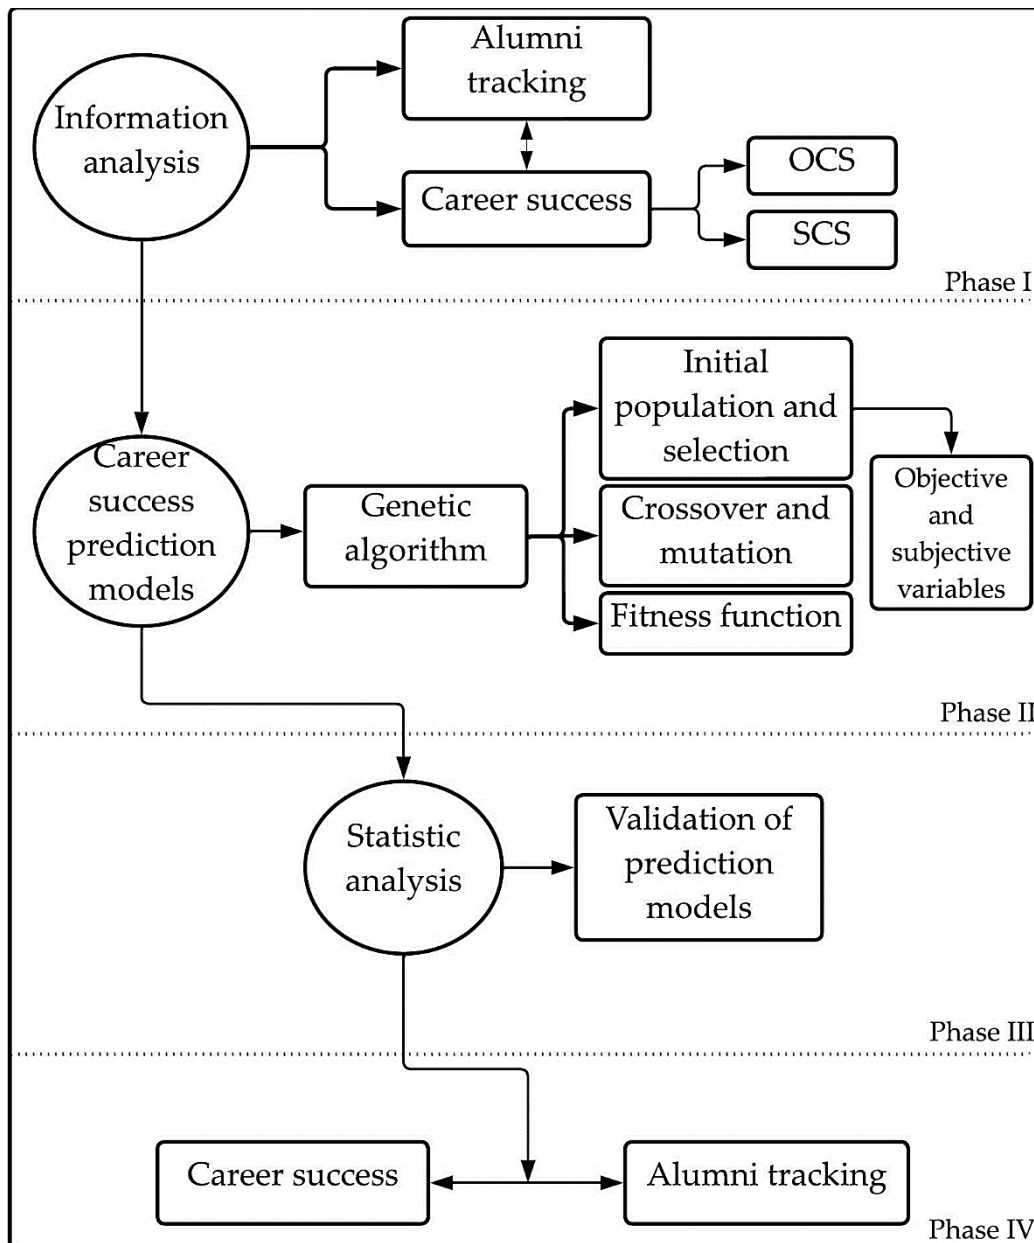 Alumni
tracking
Information
analysis
Career success
OCS
SCS
Phase I
Initial
population and
selection
Career
success
prediction
models
Genetic
algorithm
Crossover and
mutation
Fitness function
Objective
and
subjective
variables
Phase II
Statistic
analysis
Validation of
prediction
models
Phase III
Career success
Alumni tracking
Phase IV